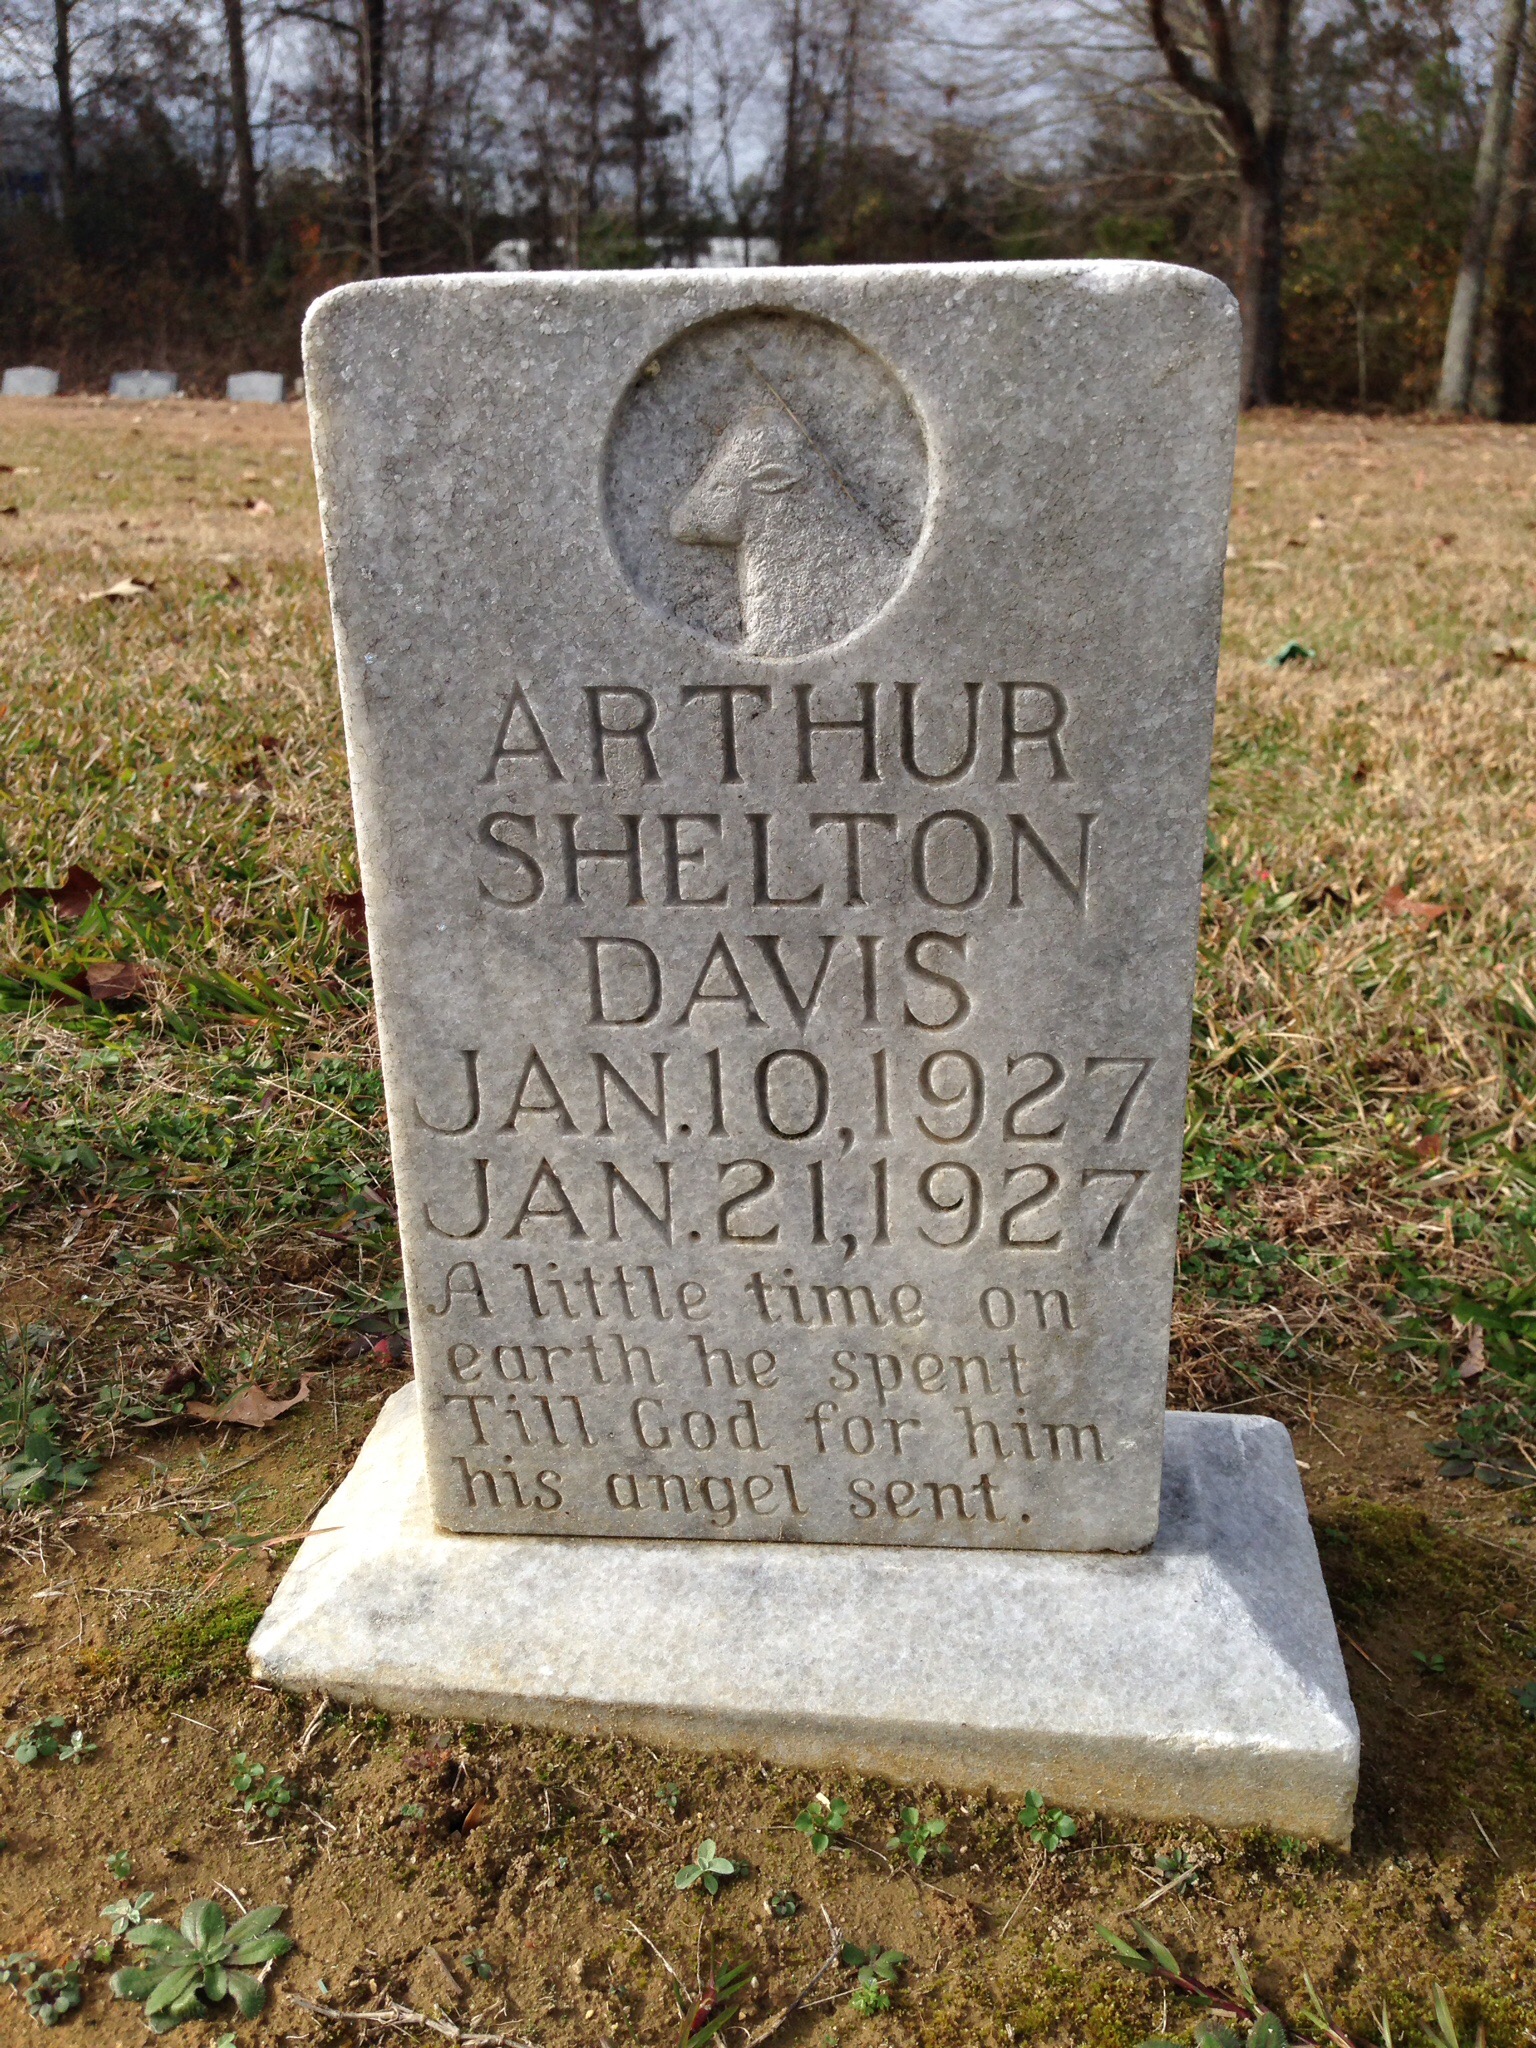 ARTHUR
SHELTON
DAVIS
JAN.10,1927
JAN.21,1927
A little time on
earth he spent
Till God for him
his angel sent.